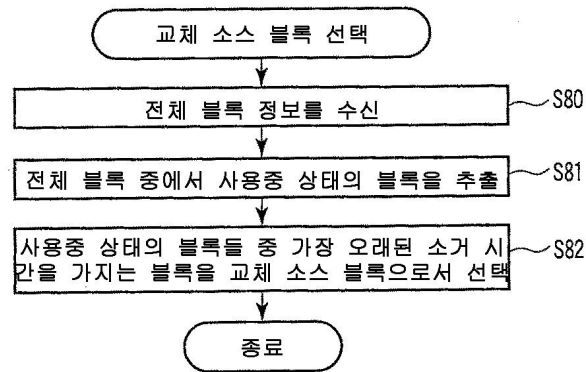 교체 소스 블록 선택
전체 블록 정보를 수신
S80
전체 블록 중에서 사용중 상태의 블록을 추출
S81
사용중 상태의 블록들 중 가장 오래된 소거 시
간을 가지는 블록을 교체 소스 블록으로서 선택
S82
종료